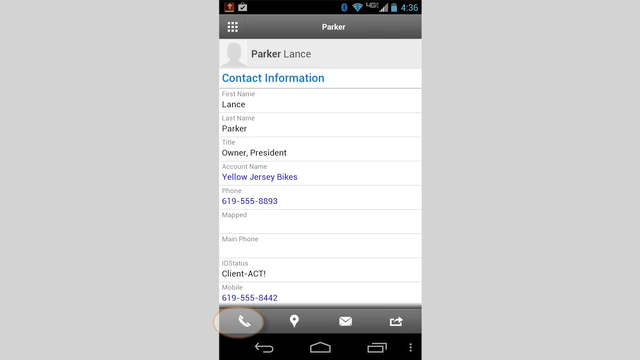 4G 4:36
Parker
Parker Lance
Contact Information
First Name
Lance
Last Name
Parker
Title
Owner, President
Account Name
Yellow Jersey Bikes
Phone
619-555-8893
Mapped
Main Phone
IDStatus
Client-ACT!
Mobile
619-555-8442